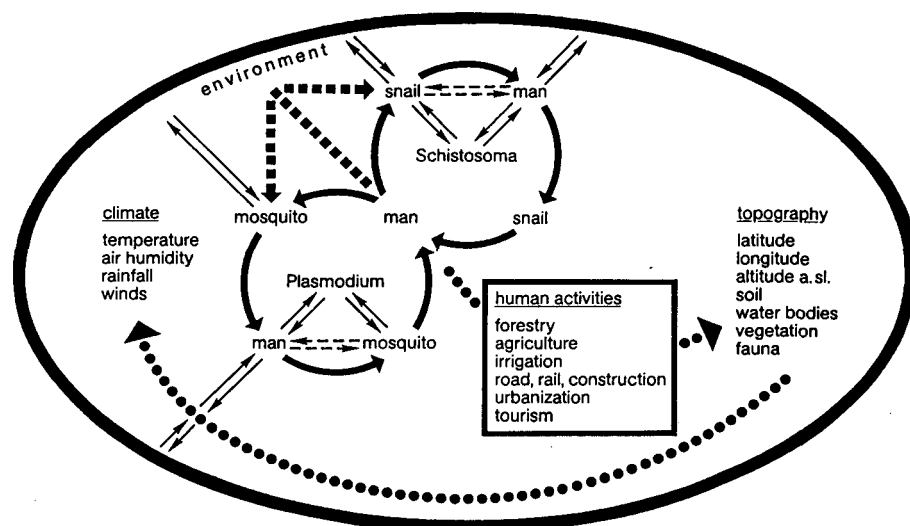 environment
snail
man
Schistosoma
mosquito
man
snail
climate
temperature
air humidity
rainfall
winds
topography
latitude
longitude
altitude a. sl.
soil
water bodies
vegetation
fauna
Plasmodium
man
mosquito
human activities
forestry
agriculture
irrigation
road, rail, construction
urbanization
tourism